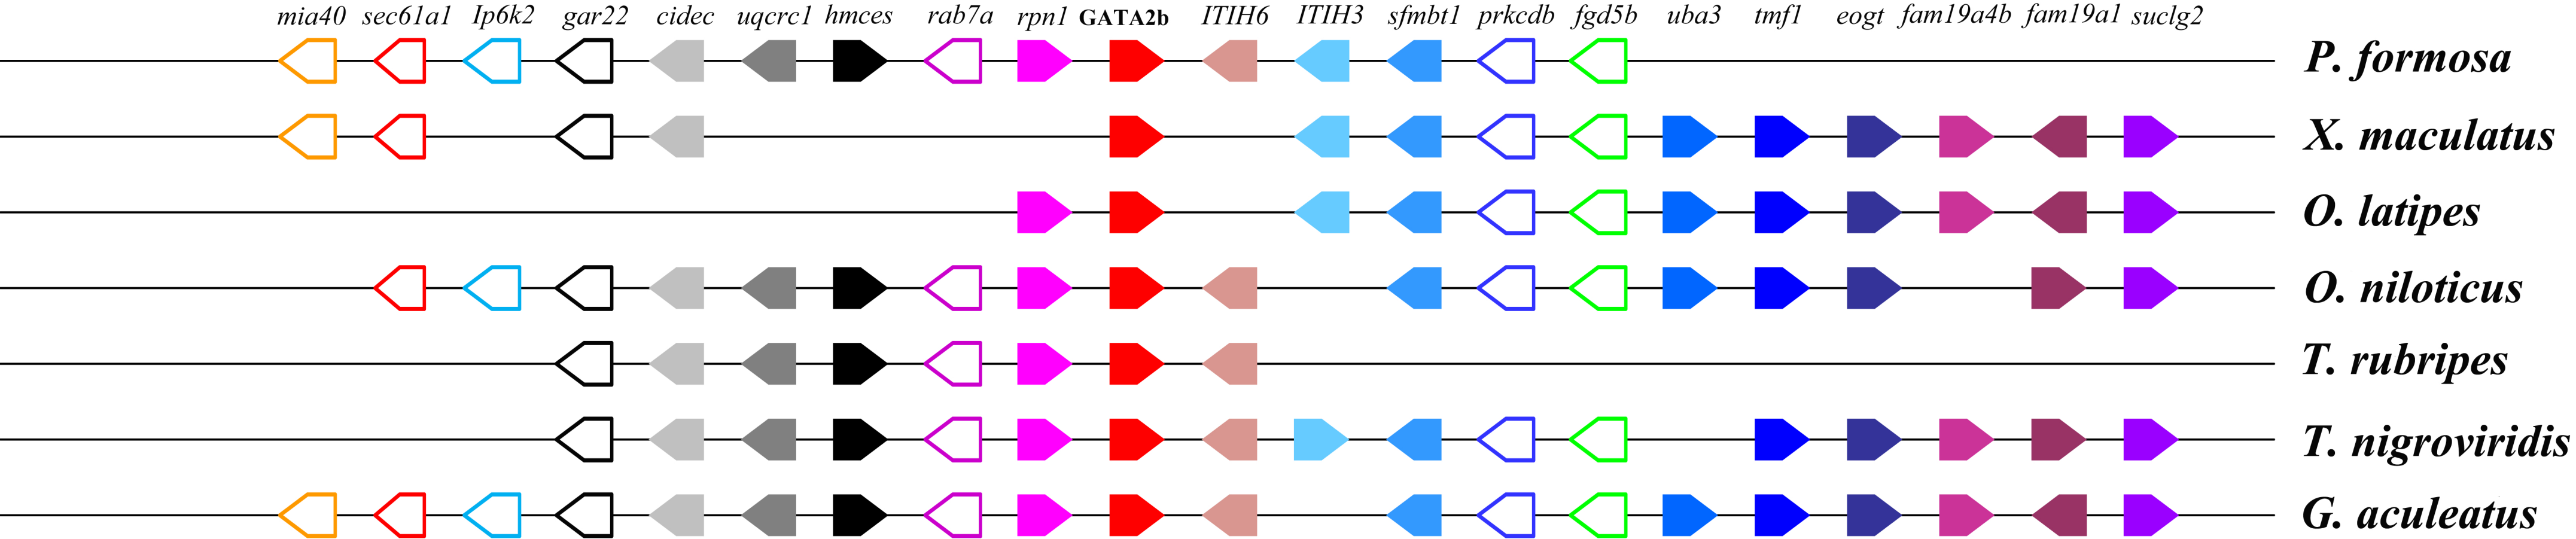 mia40 sec61a1 Ip6k2 gar22 cidec uqcrc1 hmces rab7a rpn1 GATA2b ITIH6 ITIH3 sfmbt1 prkcdb fgd5b uba3 tmf1 eogt fam19a4b fam19a1 suclg2
P. formosa
X. maculatus
O. latipes
O. niloticus
T. rubripes
T. nigroviridis
G. aculeatus